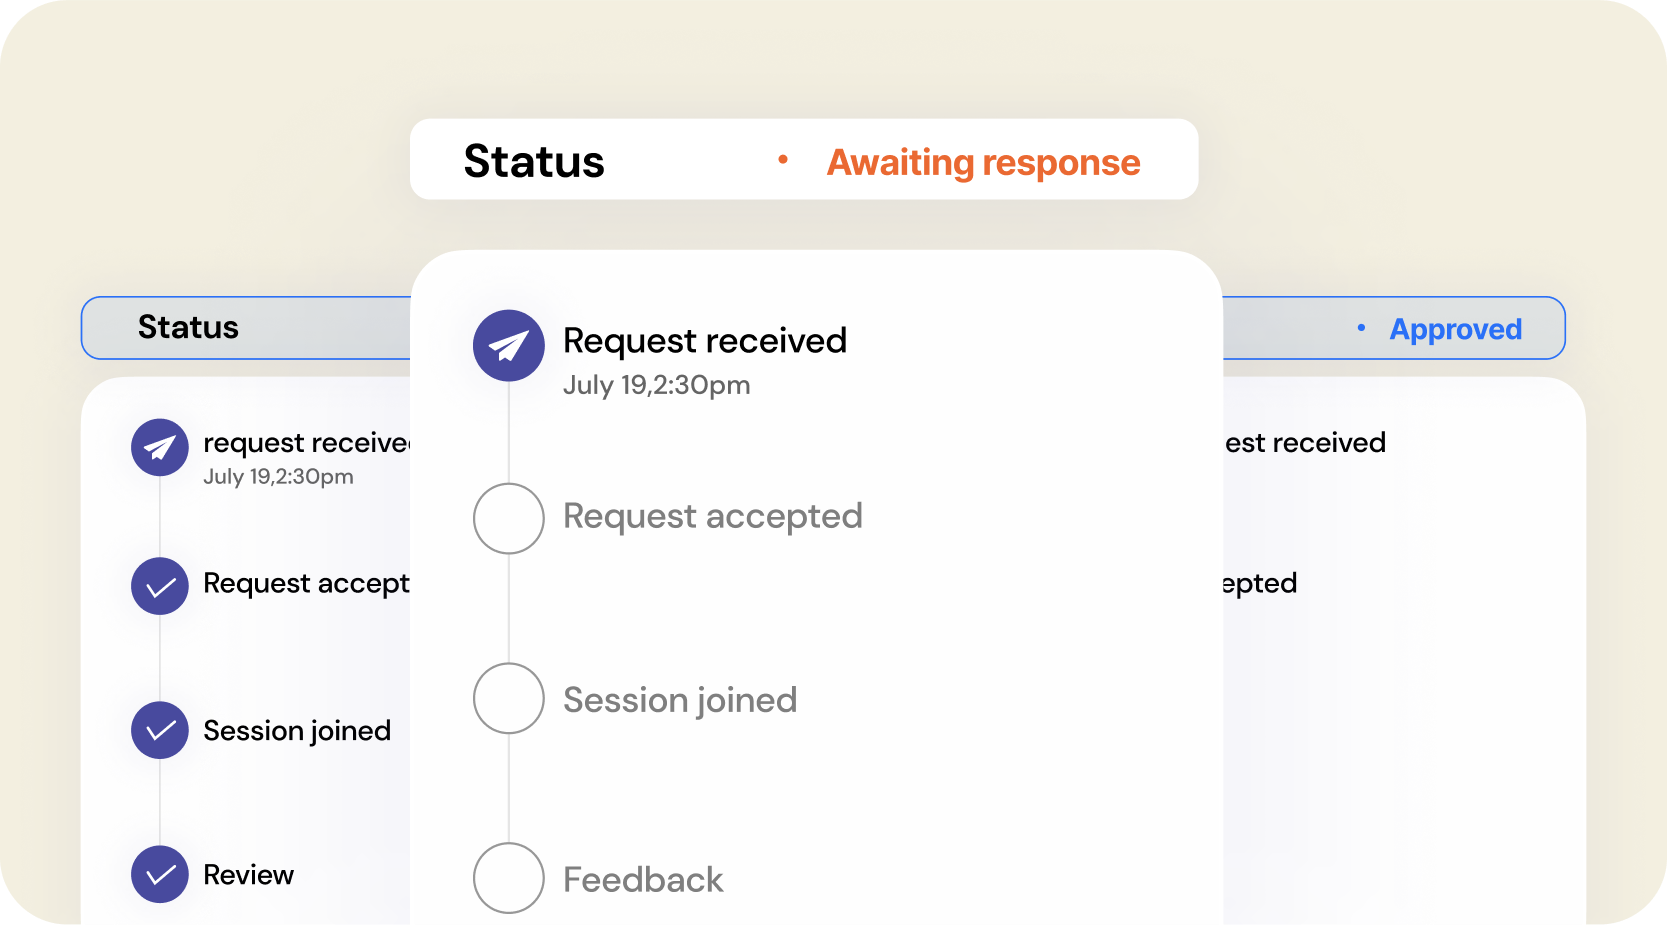 Status
• Awaiting response
Status
• Approved
Request received
July 19,2:30pm
Request accepted
Session joined
Feedback
request received
July 19,2:30pm
Request accept
Session joined
Review
est received
epted